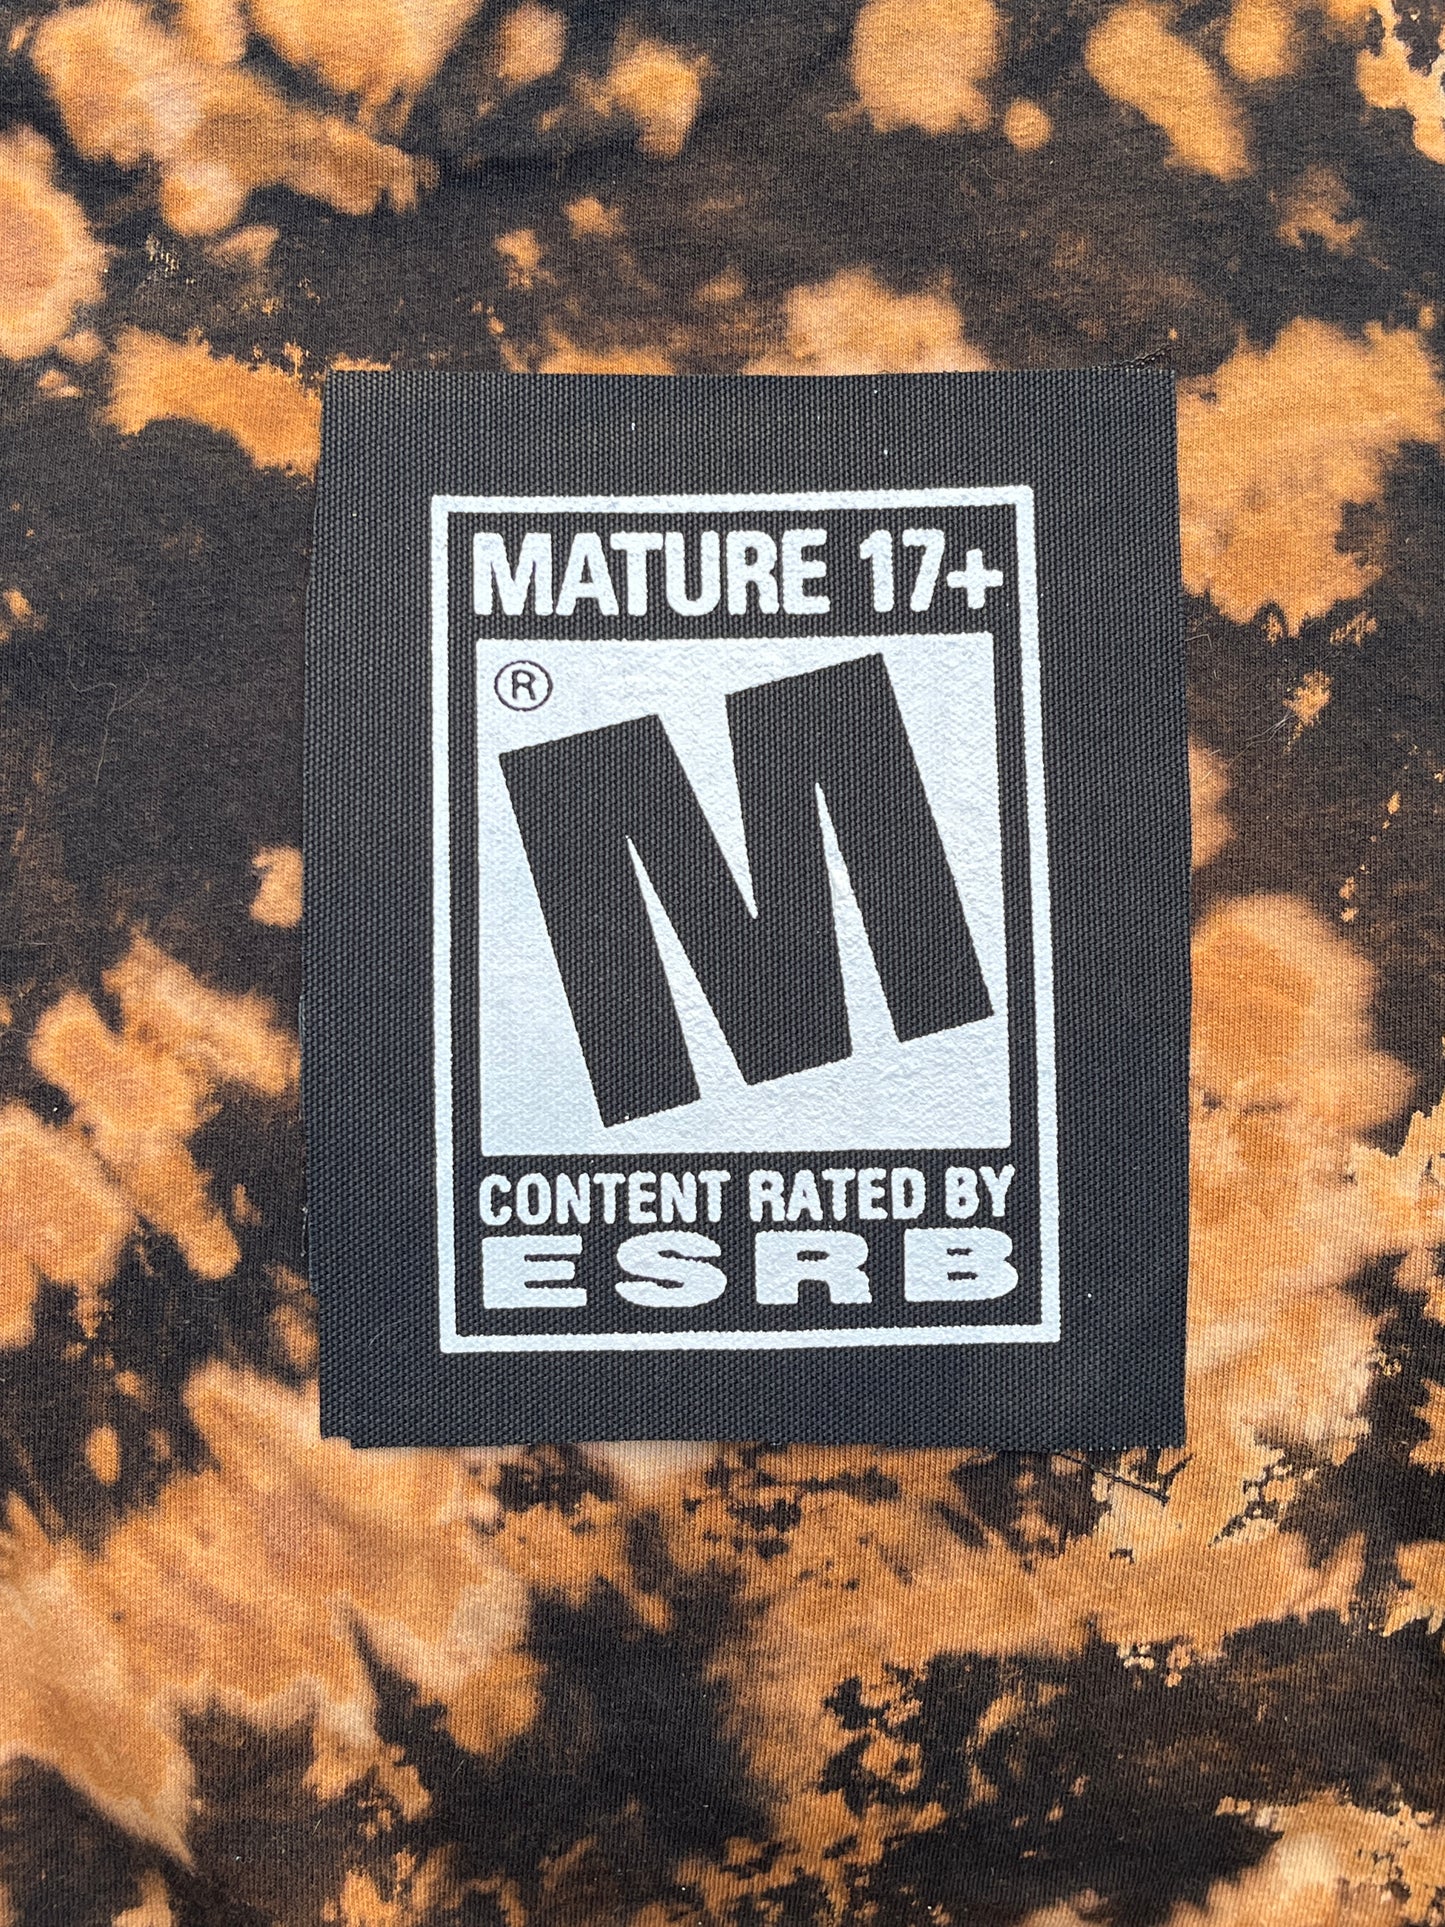 MATURE 17+
®
M
CONTENT RATED BY
ESRB